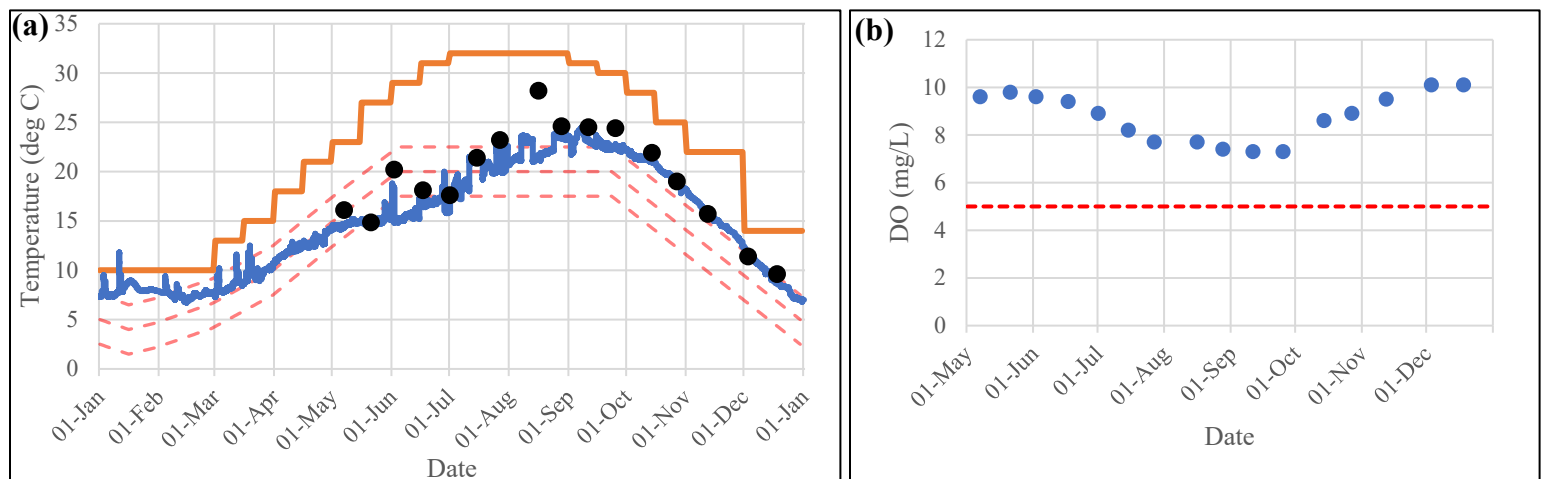 (a)
35
30
25
20
15
10
5
0
Temperature (deg C)
01-Jan
01-Feb
01-Mar
01-Apr
01-May
01-Jun
01-Jul
01-Aug
01-Sep
01-Oct
01-Nov
01-Dec
01-Jan
Date
(b)
12
10
8
6
4
2
0
DO (mg/L)
01-May
01-Jun
01-Jul
01-Aug
01-Sep
01-Oct
01-Nov
01-Dec
Date